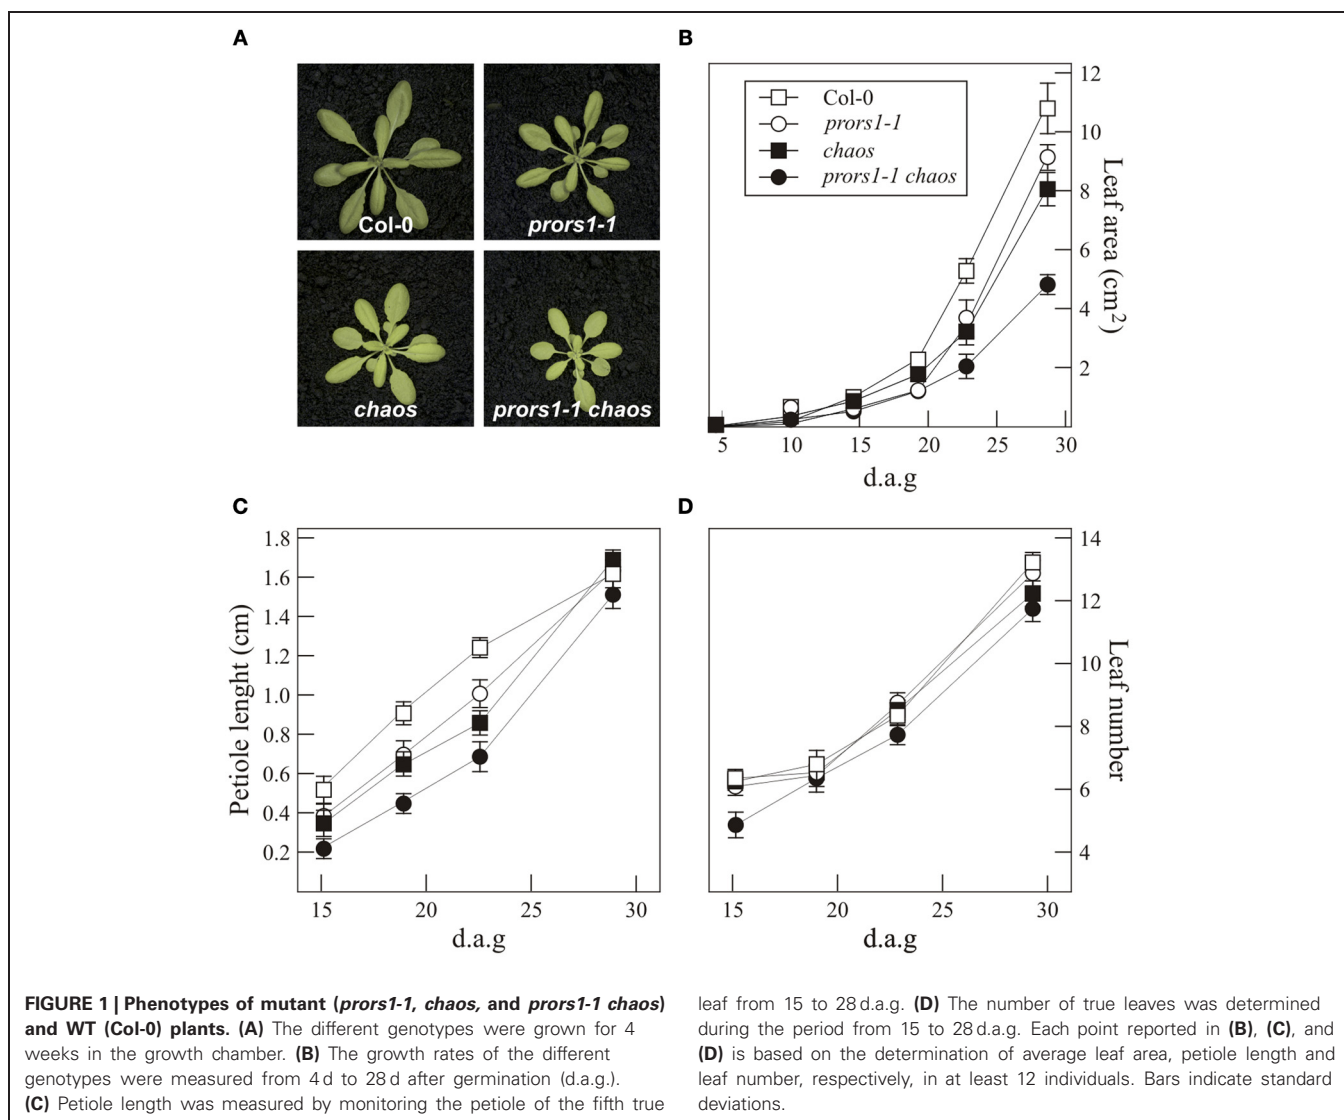 A
Col-0
prors1-1
chaos
prors1-1 chaos
B
Col-0
prors1-1
chaos
prors1-1 chaos
12
10
8
6
4
2
Leaf area (cm²)
5
10
15
20
25
30
d.a.g
C
1.8
1.6
1.4
1.2
1.0
0.8
0.6
0.4
0.2
Petiole lenght (cm)
15
20
25
30
d.a.g
D
14
12
10
8
6
4
Leaf number
15
20
25
30
d.a.g
FIGURE 1 | Phenotypes of mutant (prors1-1, chaos, and prors1-1 chaos)
and WT (Col-0) plants. (A) The different genotypes were grown for 4
weeks in the growth chamber. (B) The growth rates of the different
genotypes were measured from 4 d to 28 d after germination (d.a.g.).
(C) Petiole length was measured by monitoring the petiole of the fifth true
leaf from 15 to 28 d.a.g. (D) The number of true leaves was determined
during the period from 15 to 28 d.a.g. Each point reported in (B), (C), and
(D) is based on the determination of average leaf area, petiole length and
leaf number, respectively, in at least 12 individuals. Bars indicate standard
deviations.